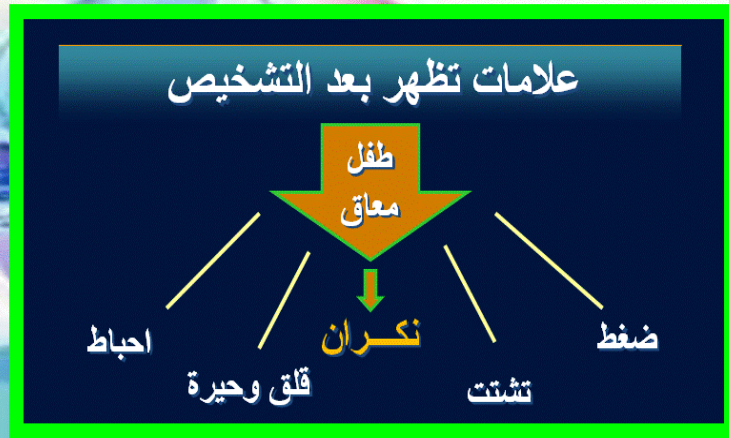 علامات تظهر بعد التشخيص
طفل
معاق
ضغط
تشتت
نكــران
قلق وحيرة
احباط